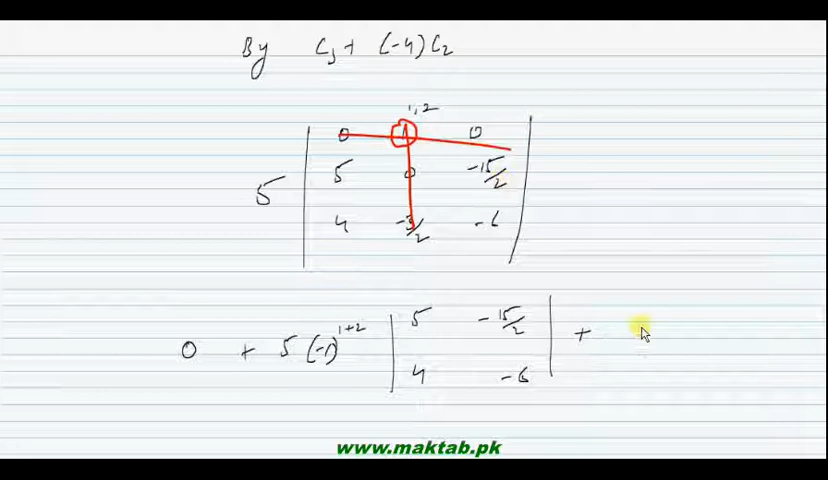 By C3 + (-4)C2
1,2
0 1 0
5 5 0 -15/2
4 -3/2 -6
0 + 5 (-1)^1+2 | 5 -15/2 | +
4 -6
www.maktab.pk